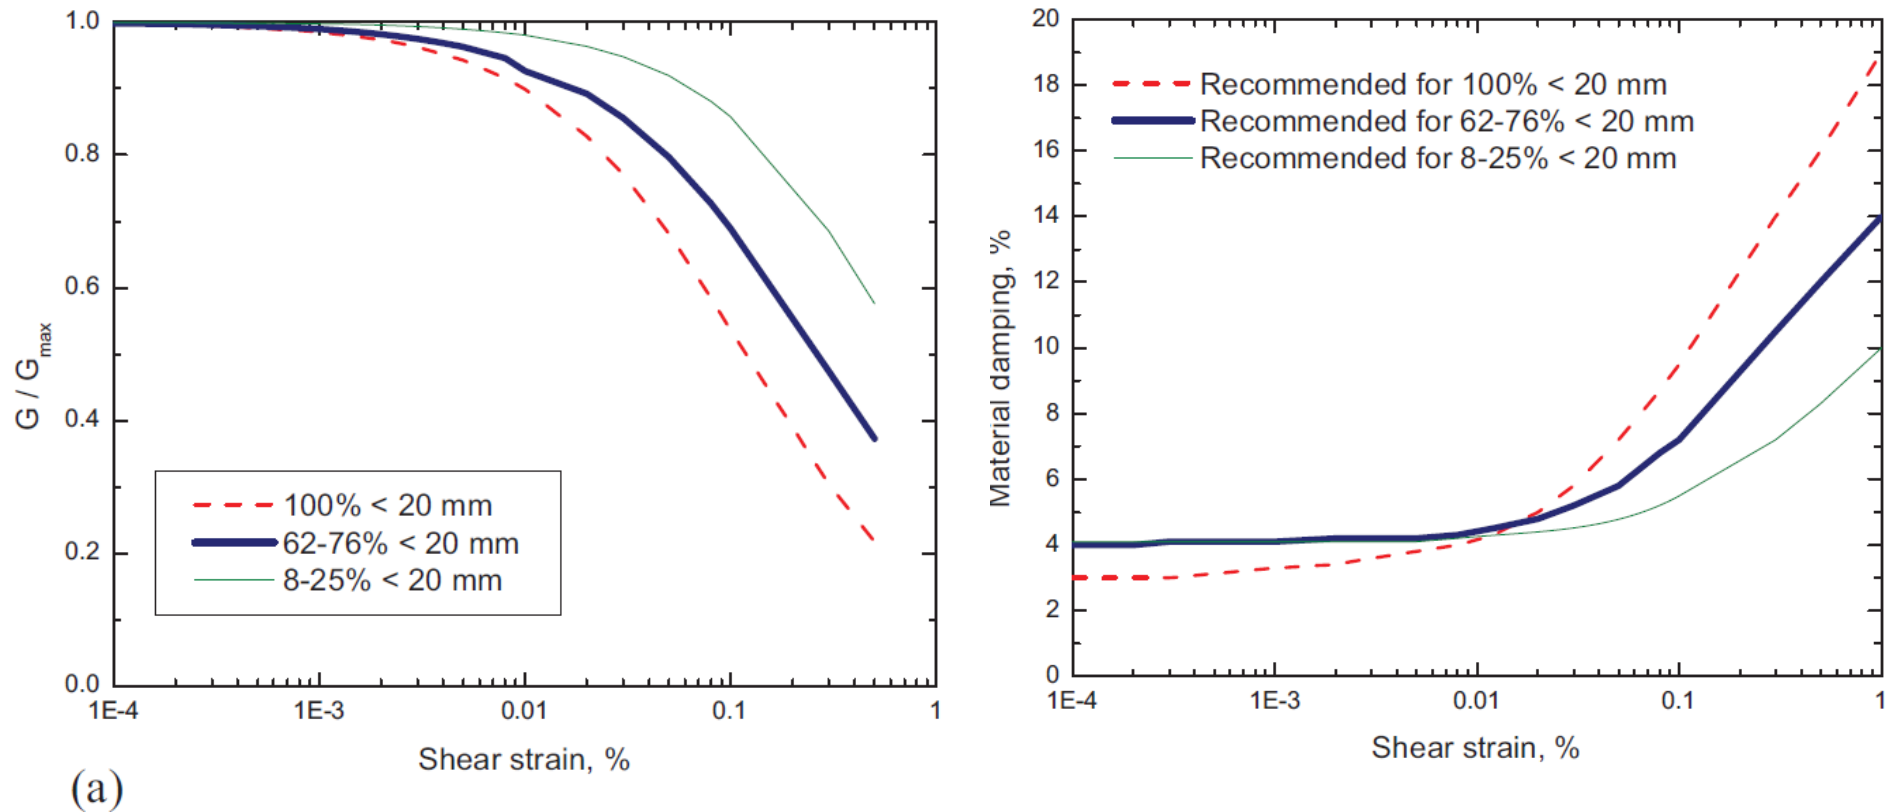 1.0
0.8
0.6
0.4
0.2
0.0
G / Gmax
100% < 20 mm
62-76% < 20 mm
8-25% < 20 mm
1E-4 1E-3 0.01 0.1 1
Shear strain, %
(a)
20
18
16
14
12
10
8
6
4
2
0
Material damping, %
Recommended for 100% < 20 mm
Recommended for 62-76% < 20 mm
Recommended for 8-25% < 20 mm
1E-4 1E-3 0.01 0.1 1
Shear strain, %